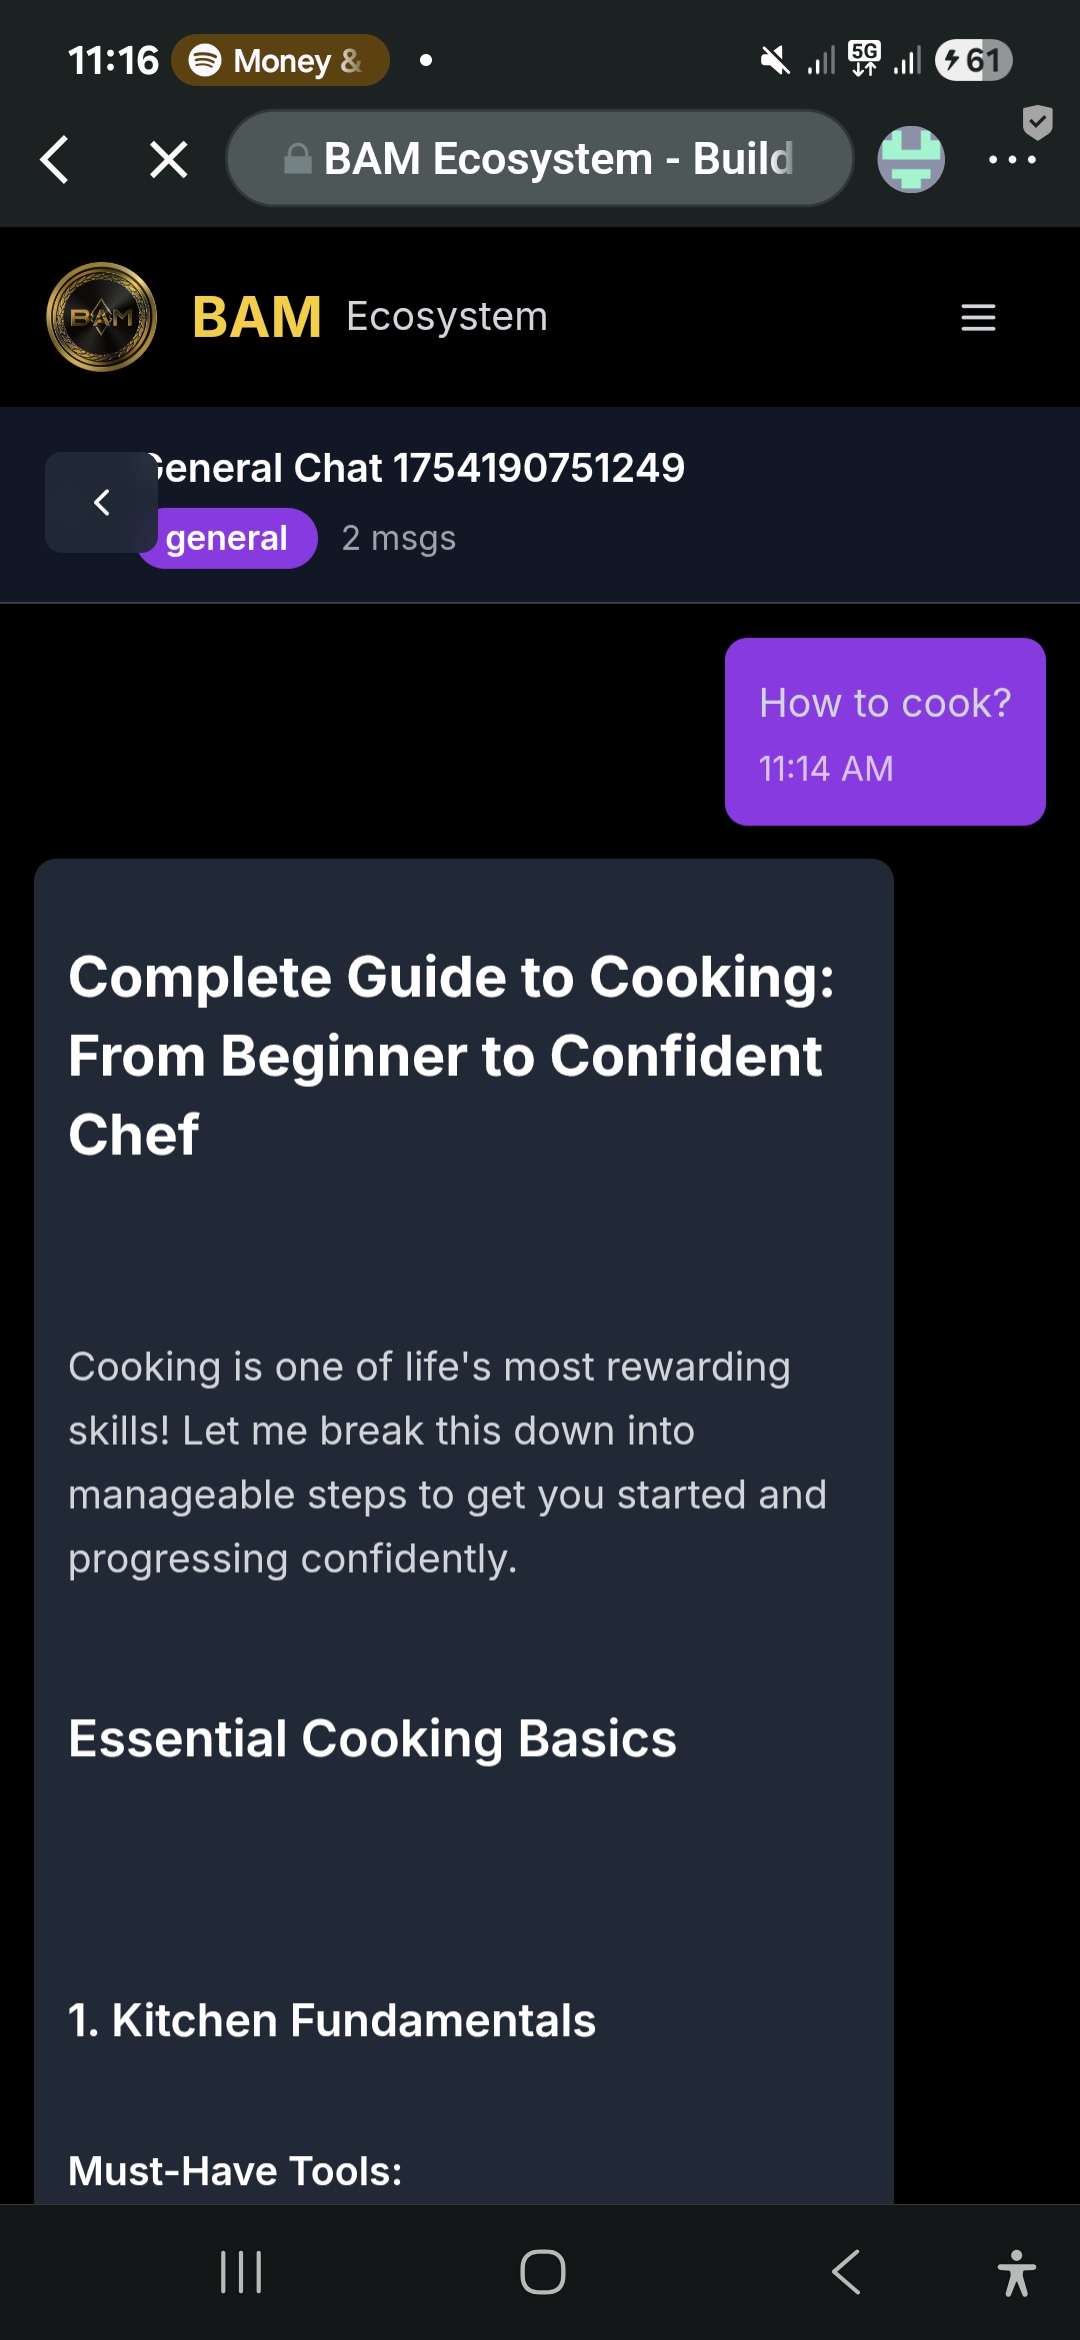 11:16 Money & 5G 61
BAM Ecosystem - Build
BAM BAM Ecosystem
General Chat 1754190751249
general 2 msgs
How to cook?
11:14 AM
Complete Guide to Cooking:
From Beginner to Confident
Chef
Cooking is one of life's most rewarding
skills! Let me break this down into
manageable steps to get you started and
progressing confidently.
Essential Cooking Basics
1. Kitchen Fundamentals
Must-Have Tools: